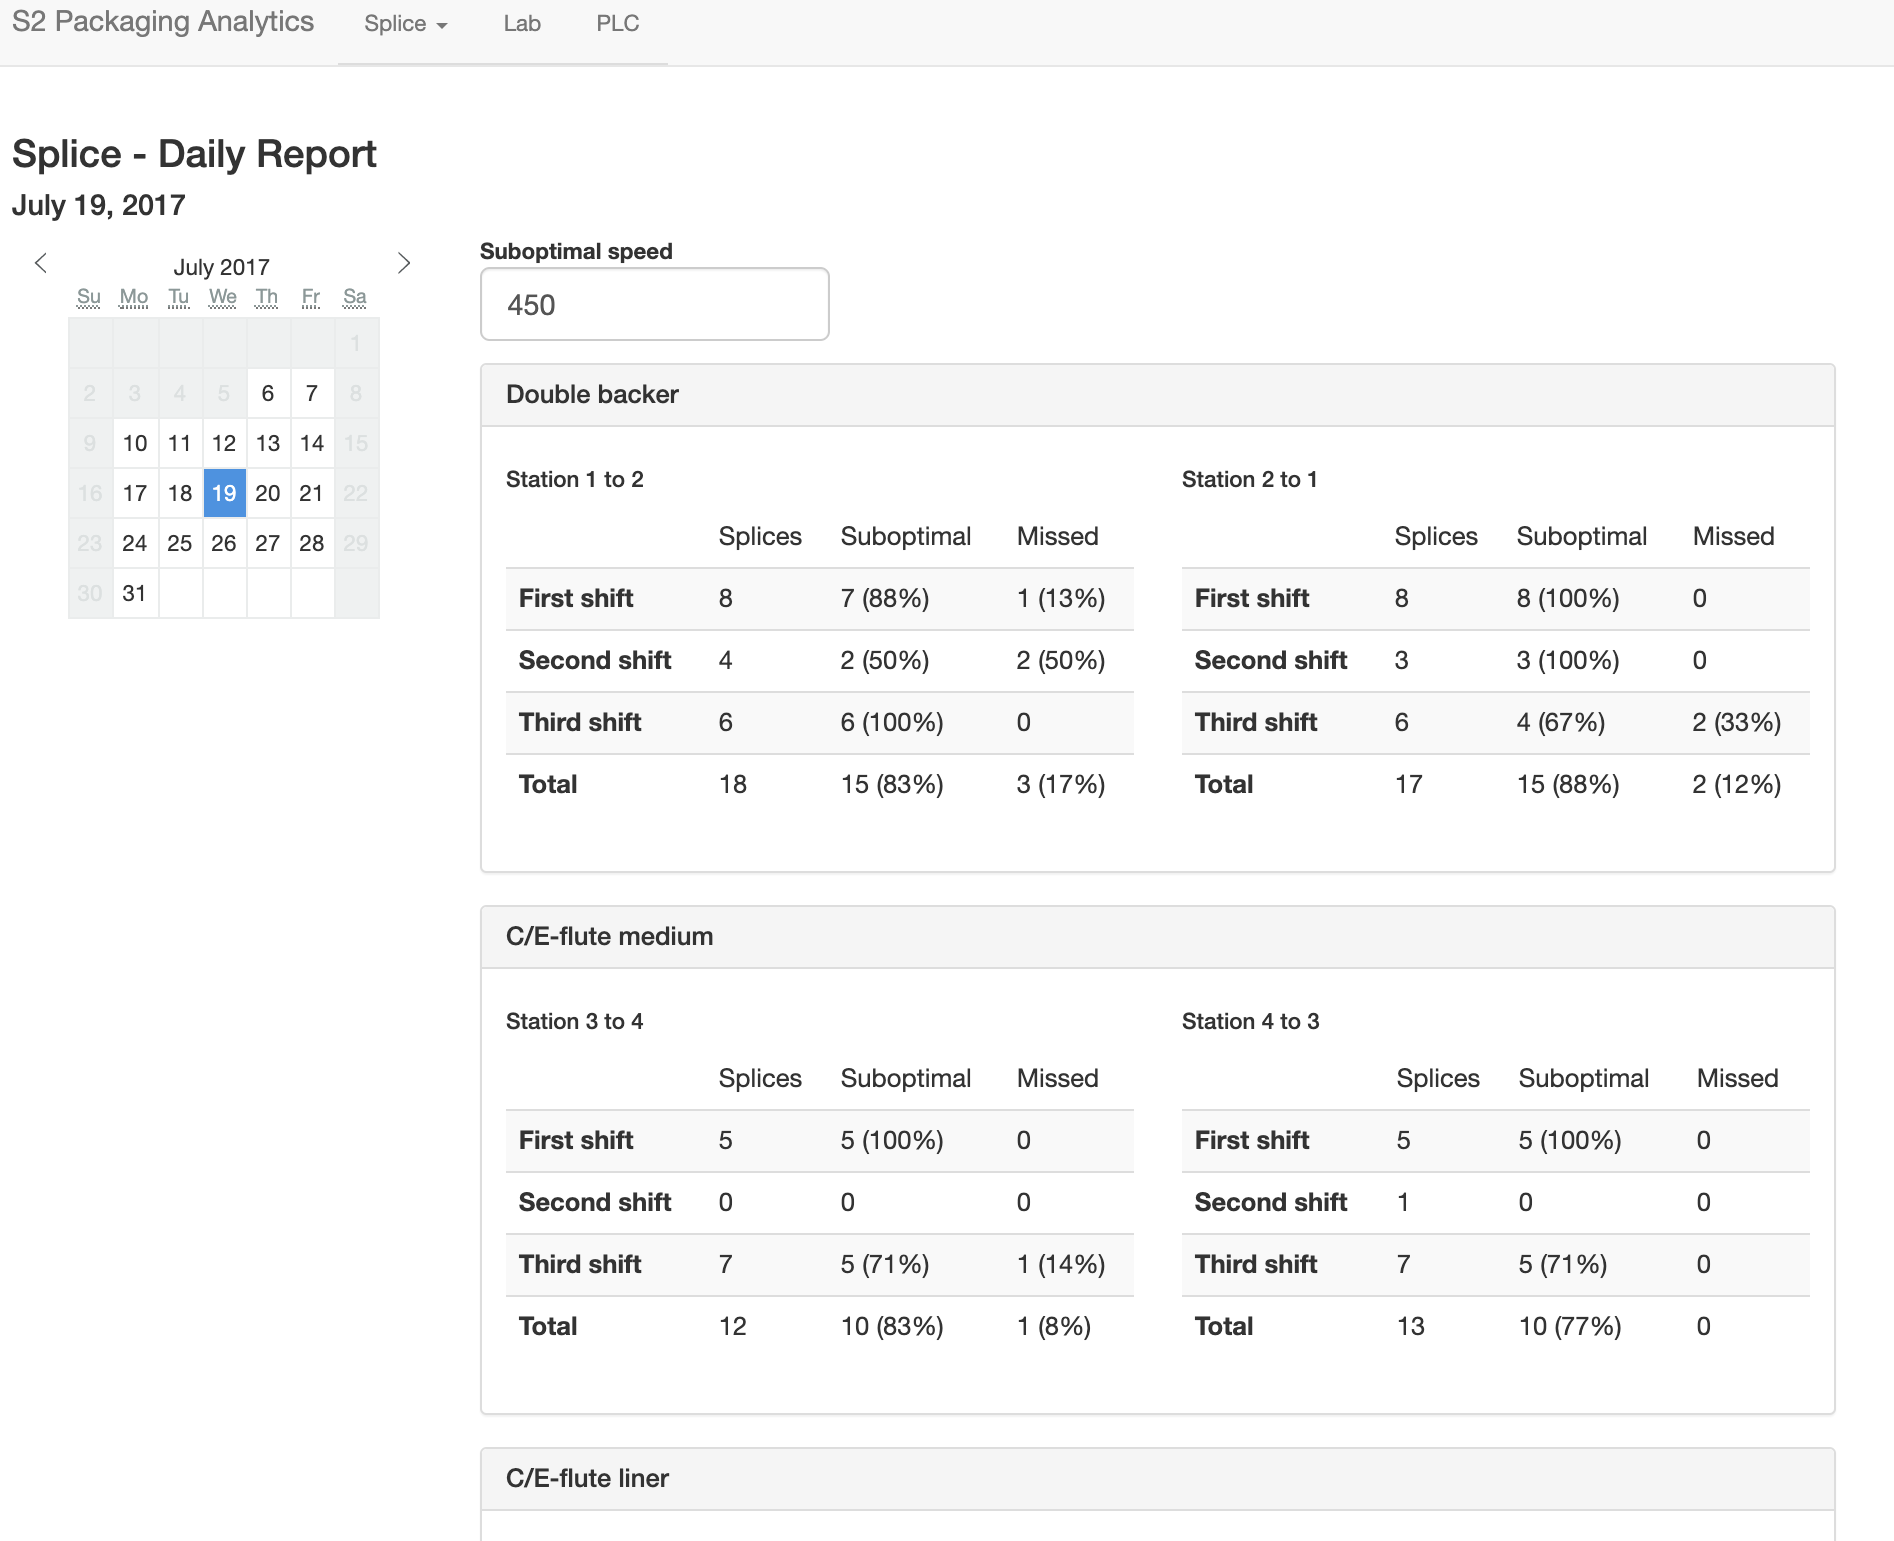 S2 Packaging Analytics Splice Lab PLC
Splice - Daily Report
July 19, 2017
July 2017
Su Mo Tu We Th Fr Sa
1
2 3 4 5 6 7 8
9 10 11 12 13 14 15
16 17 18 19 20 21 22
23 24 25 26 27 28 29
30 31
Suboptimal speed
450
Double backer
Station 1 to 2
Splices Suboptimal Missed
First shift 8 7 (88%) 1 (13%)
Second shift 4 2 (50%) 2 (50%)
Third shift 6 6 (100%) 0
Total 18 15 (83%) 3 (17%)
Station 2 to 1
Splices Suboptimal Missed
First shift 8 8 (100%) 0
Second shift 3 3 (100%) 0
Third shift 6 4 (67%) 2 (33%)
Total 17 15 (88%) 2 (12%)
C/E-flute medium
Station 3 to 4
Splices Suboptimal Missed
First shift 5 5 (100%) 0
Second shift 0 0 0
Third shift 7 5 (71%) 1 (14%)
Total 12 10 (83%) 1 (8%)
Station 4 to 3
Splices Suboptimal Missed
First shift 5 5 (100%) 0
Second shift 1 0 0
Third shift 7 5 (71%) 0
Total 13 10 (77%) 0
C/E-flute liner